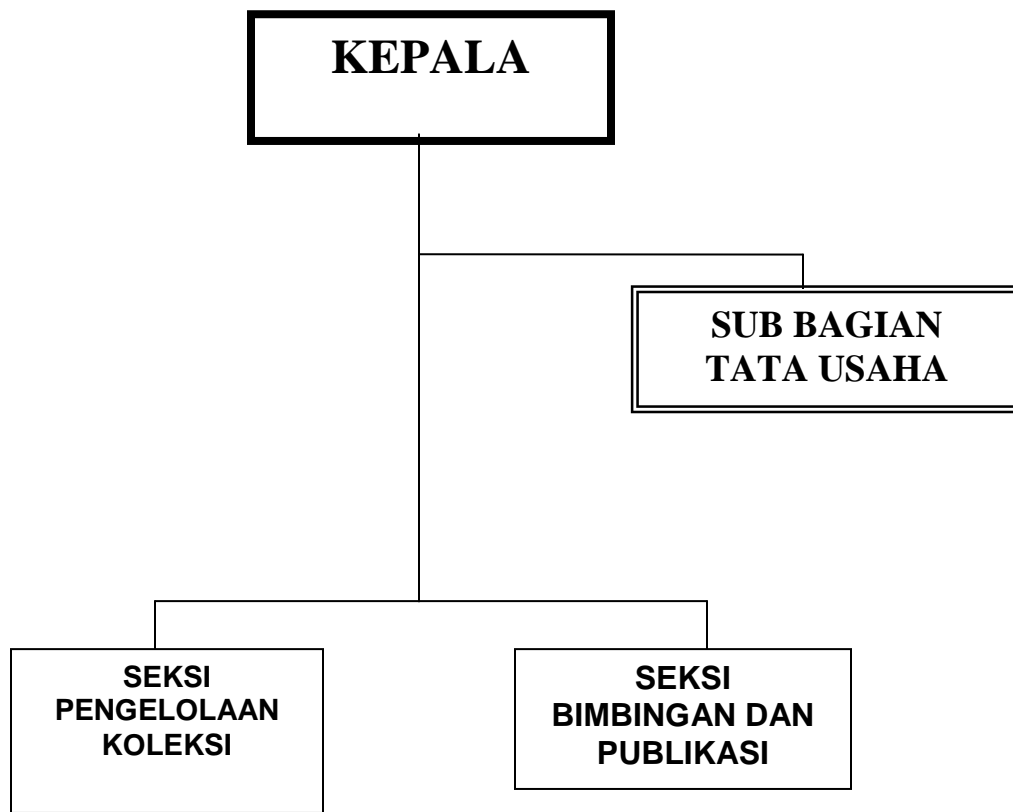 KEPALA
SUB BAGIAN
TATA USAHA
SEKSI
PENGELOLAAN
KOLEKSI
SEKSI
BIMBINGAN DAN
PUBLIKASI